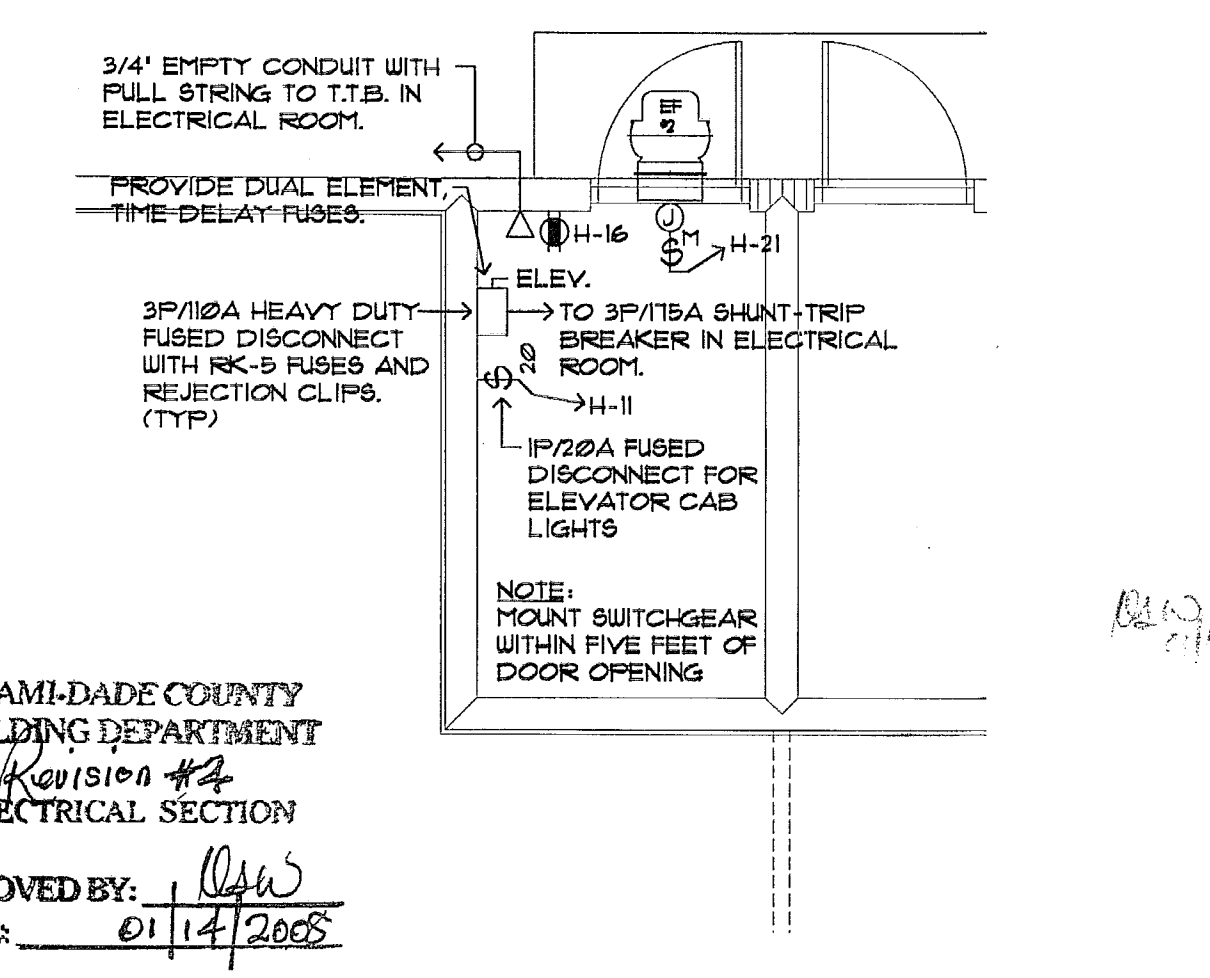 3/4' EMPTY CONDUIT WITH
PULL STRING TO T.T.B. IN
ELECTRICAL ROOM.
EF
#2
PROVIDE DUAL ELEMENT,
TIME DELAY FUSES.
J
H-16
$ M
H-21
ELEV.
3P/110A HEAVY DUTY
FUSED DISCONNECT
WITH RK-5 FUSES AND
REJECTION CLIPS.
(TYP)
TO 3P/175A SHUNT-TRIP
BREAKER IN ELECTRICAL
ROOM.
$ 20
H-11
1P/20A FUSED
DISCONNECT FOR
ELEVATOR CAB
LIGHTS
NOTE:
MOUNT SWITCHGEAR
WITHIN FIVE FEET OF
DOOR OPENING
AMI-DADE COUNTY
LDING DEPARTMENT
Revision #2
ECTRICAL SECTION
OVED BY:
: 01/14/2008